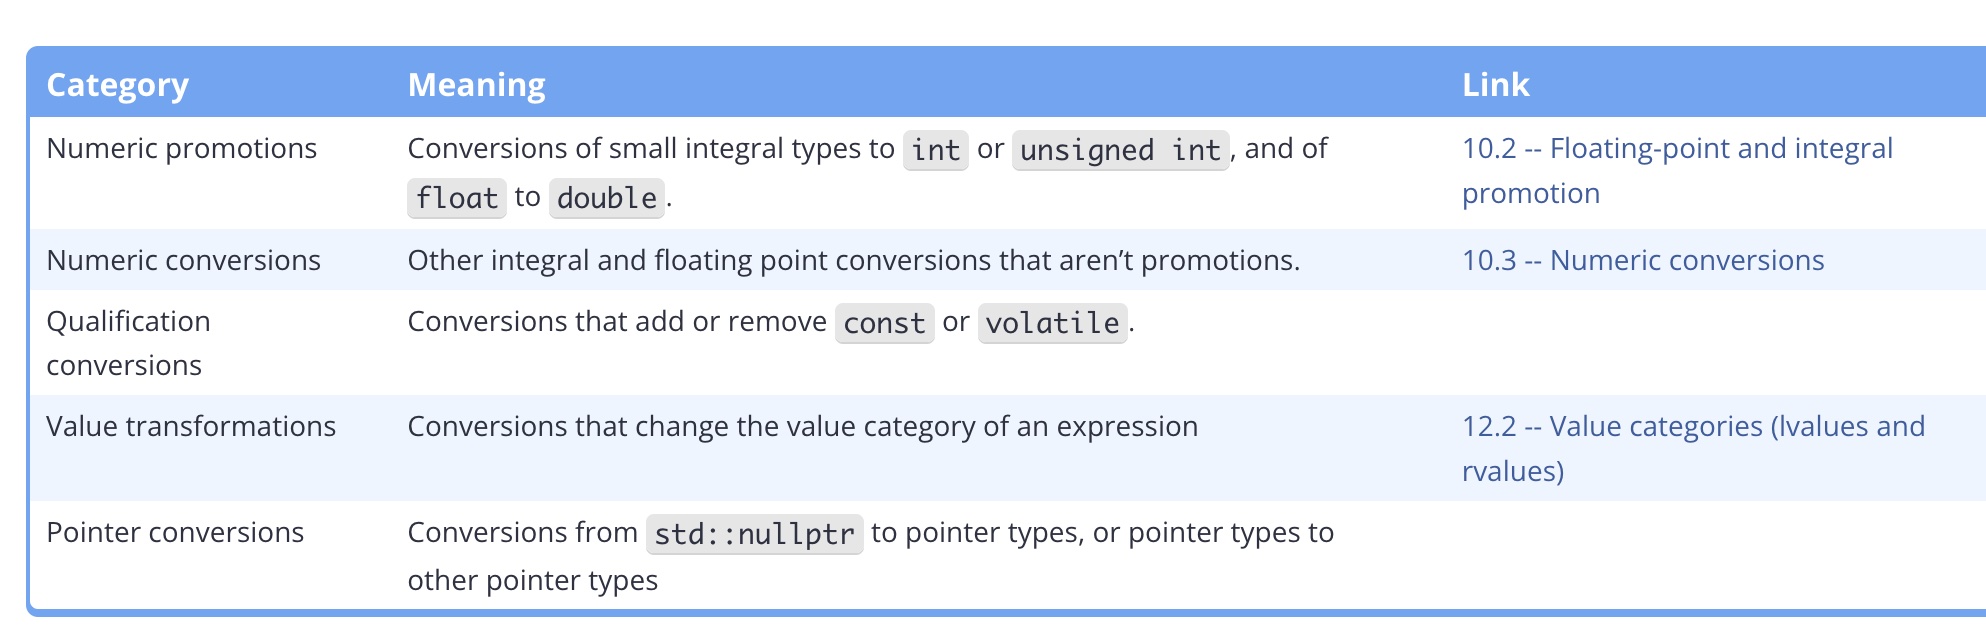 Category Meaning Link
Numeric promotions Conversions of small integral types to int or unsigned int, and of 10.2 -- Floating-point and integral
float to double. promotion
Numeric conversions Other integral and floating point conversions that aren’t promotions. 10.3 -- Numeric conversions
Qualification Conversions that add or remove const or volatile.
conversions
Value transformations Conversions that change the value category of an expression 12.2 -- Value categories (lvalues and
rvalues)
Pointer conversions Conversions from std::nullptr to pointer types, or pointer types to
other pointer types